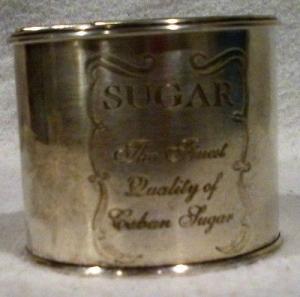 SUGAR
The Finest
Quality of
Cuban Sugar